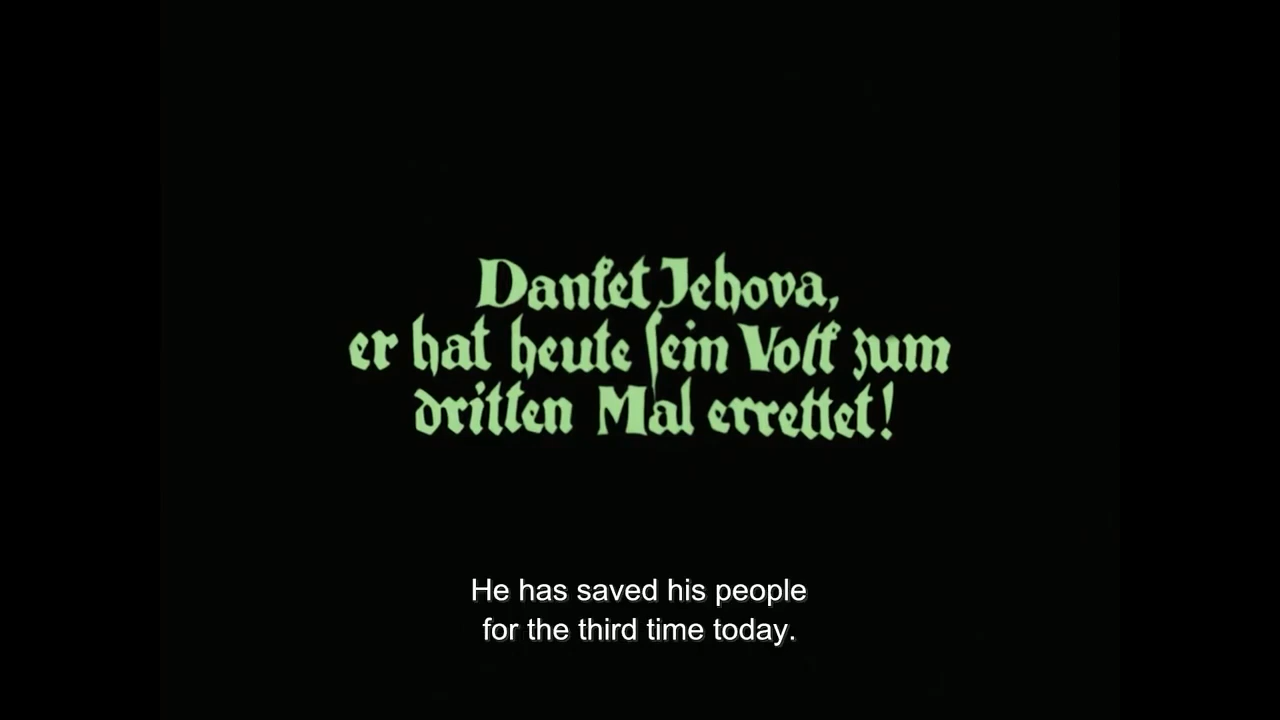 Danket Jehova,
er hat heute sein Volk zum
dritten Mal errettet!
He has saved his people
for the third time today.